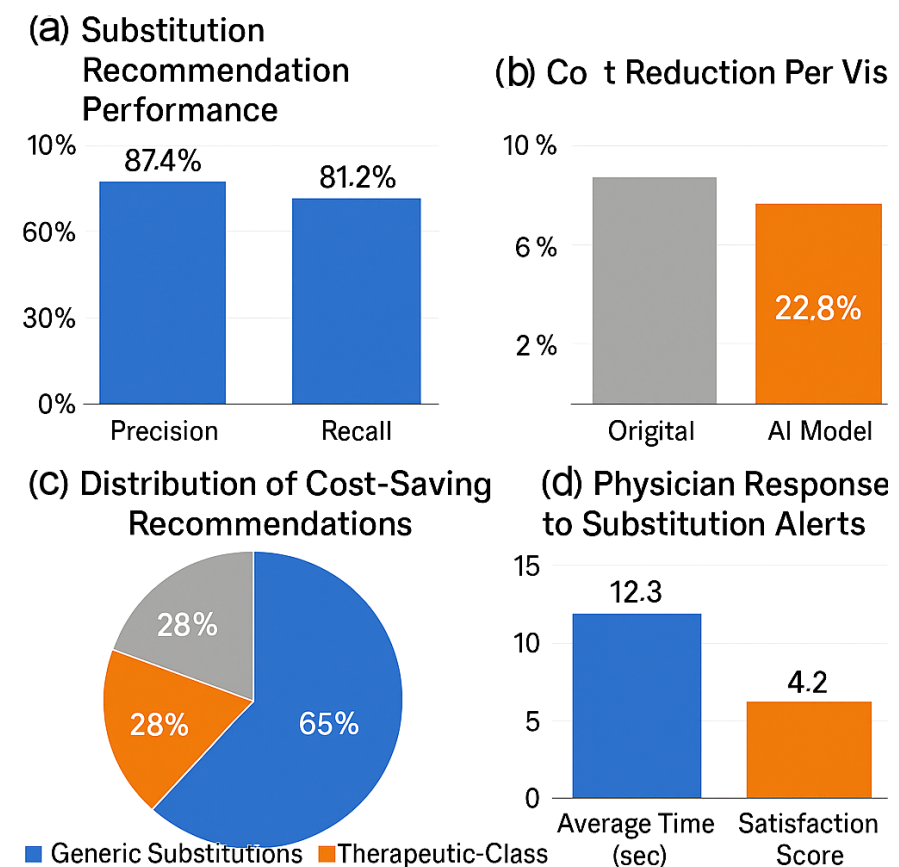 (a) Substitution
Recommendation
Performance
10%
60%
30%
0%
87.4%
81.2%
Precision
Recall
(b) Co t Reduction Per Vis
10 %
6 %
2 %
22,8%
Origital
AI Model
(c) Distribution of Cost-Saving
Recommendations
28%
28%
65%
Generic Substitutions
Therapeutic-Class
(d) Physician Response
to Substitution Alerts
15
10
5
0
12.3
4.2
Average Time
(sec)
Satisfaction
Score